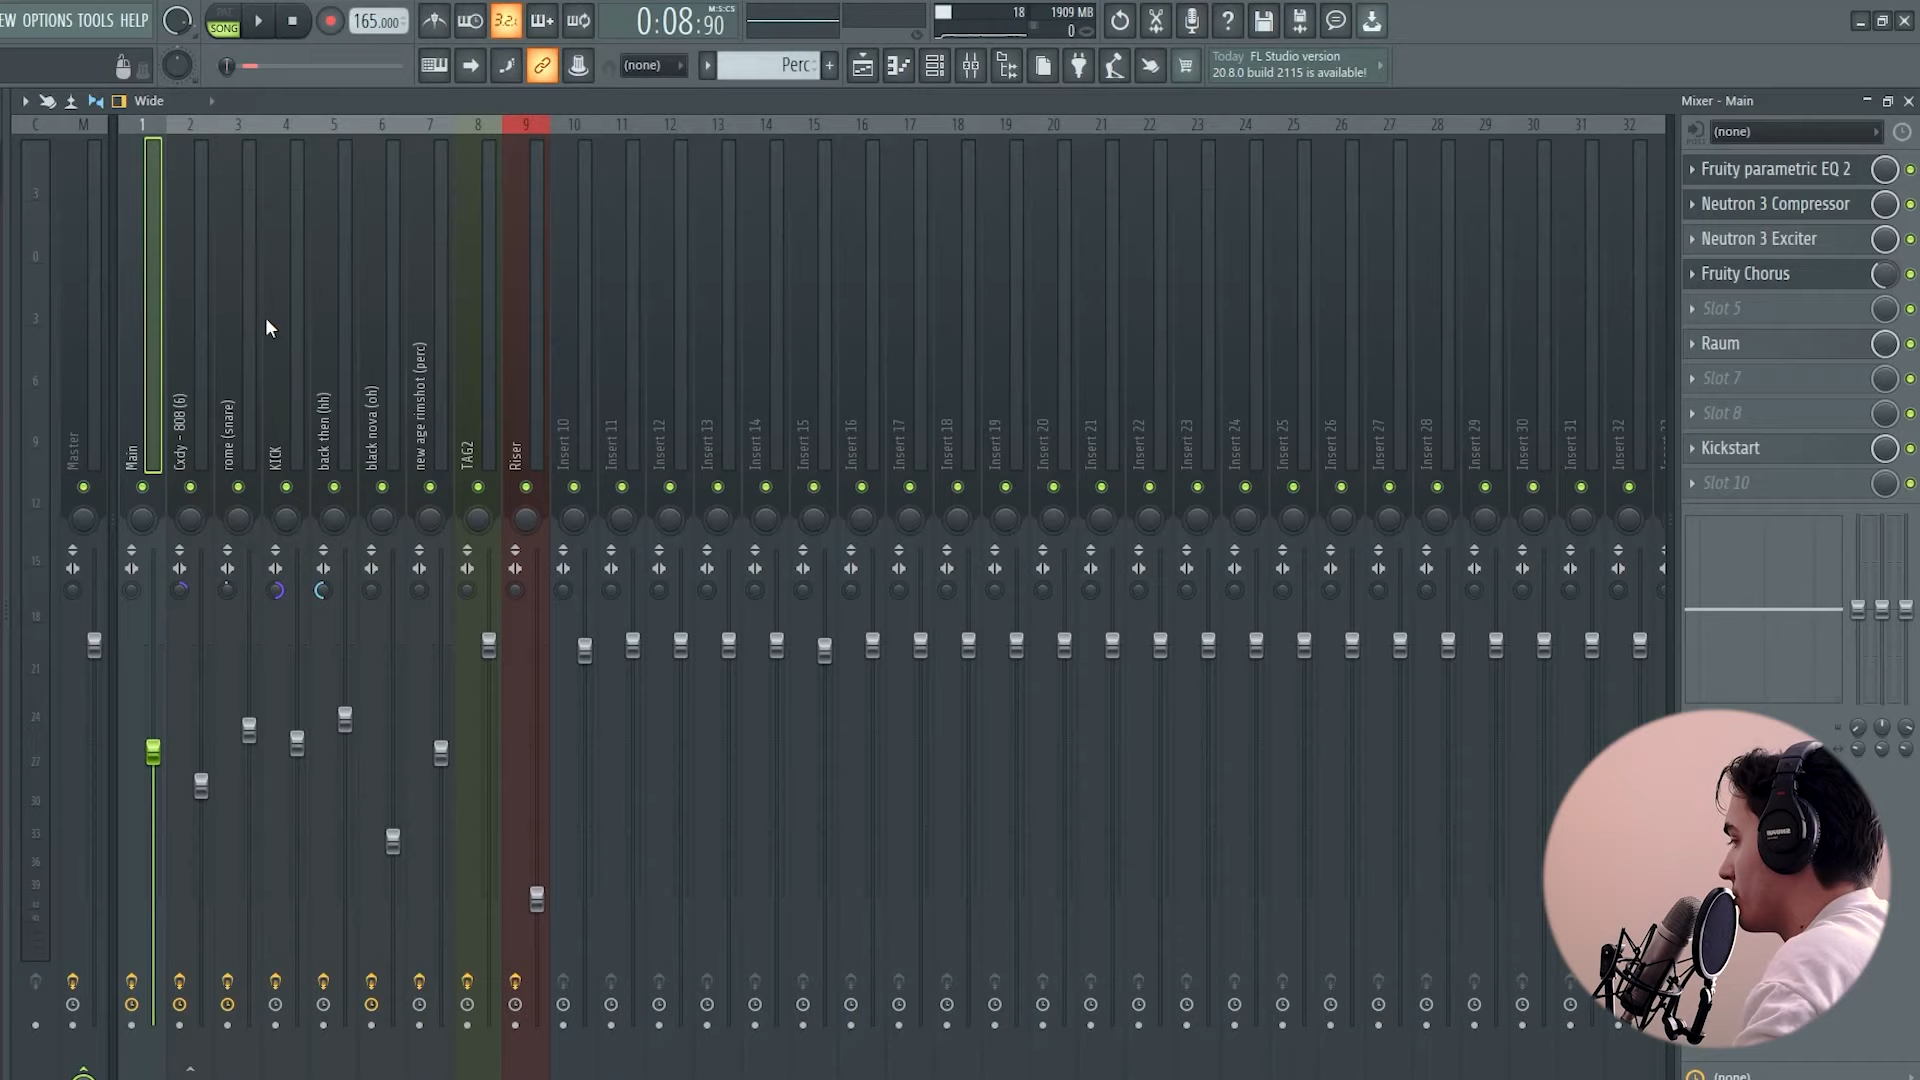 EW OPTIONS TOOLS HELP
PAT
SONG
165.000
3.2.
0:08:90
M:S:CS
18
1909 MB
0
(none)
Perc
Today FL Studio version
20.8.0 build 2115 is available!
Wide
Mixer - Main
C M 1 2 3 4 5 6 7 8 9 10 11 12 13 14 15 16 17 18 19 20 21 22 23 24 25 26 27 28 29 30 31 32
(none)
POST
Fruity parametric EQ 2
Neutron 3 Compressor
Neutron 3 Exciter
Fruity Chorus
Slot 5
Raum
Slot 7
Slot 8
Kickstart
Slot 10
3
0
3
6
9
12
15
18
21
24
27
30
33
36
39
Master
Main
Cxdy - 808 (6)
rome (snare)
KICK
back then (hh)
black nova (oh)
new age rimshot (perc)
TAG2
Riser
Insert 10
Insert 11
Insert 12
Insert 13
Insert 14
Insert 15
Insert 16
Insert 17
Insert 18
Insert 19
Insert 20
Insert 21
Insert 22
Insert 23
Insert 24
Insert 25
Insert 26
Insert 27
Insert 28
Insert 29
Insert 30
Insert 31
Insert 32
(none)